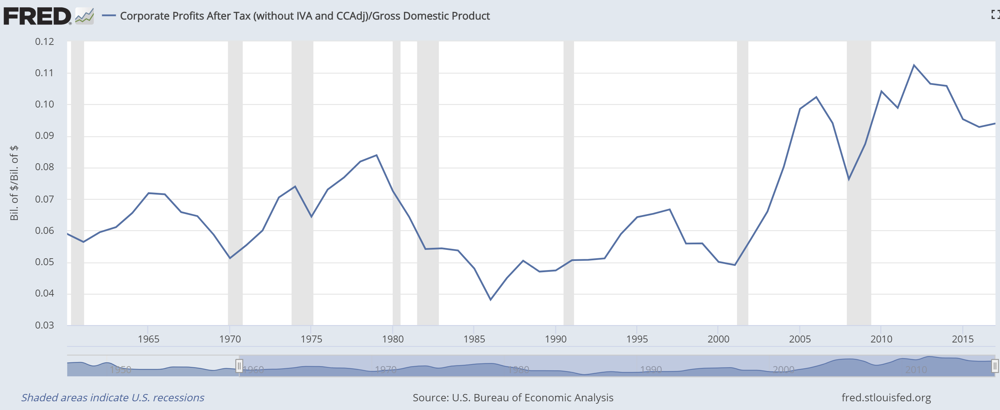 FRED® — Corporate Profits After Tax (without IVA and CCAdj)/Gross Domestic Product
Bil. of $/Bil. of $
0.12
0.11
0.10
0.09
0.08
0.07
0.06
0.05
0.04
0.03
1965 1970 1975 1980 1985 1990 1995 2000 2005 2010 2015
1950 1960 1970 1980 1990 2000 2010
Shaded areas indicate U.S. recessions
Source: U.S. Bureau of Economic Analysis
fred.stlouisfed.org